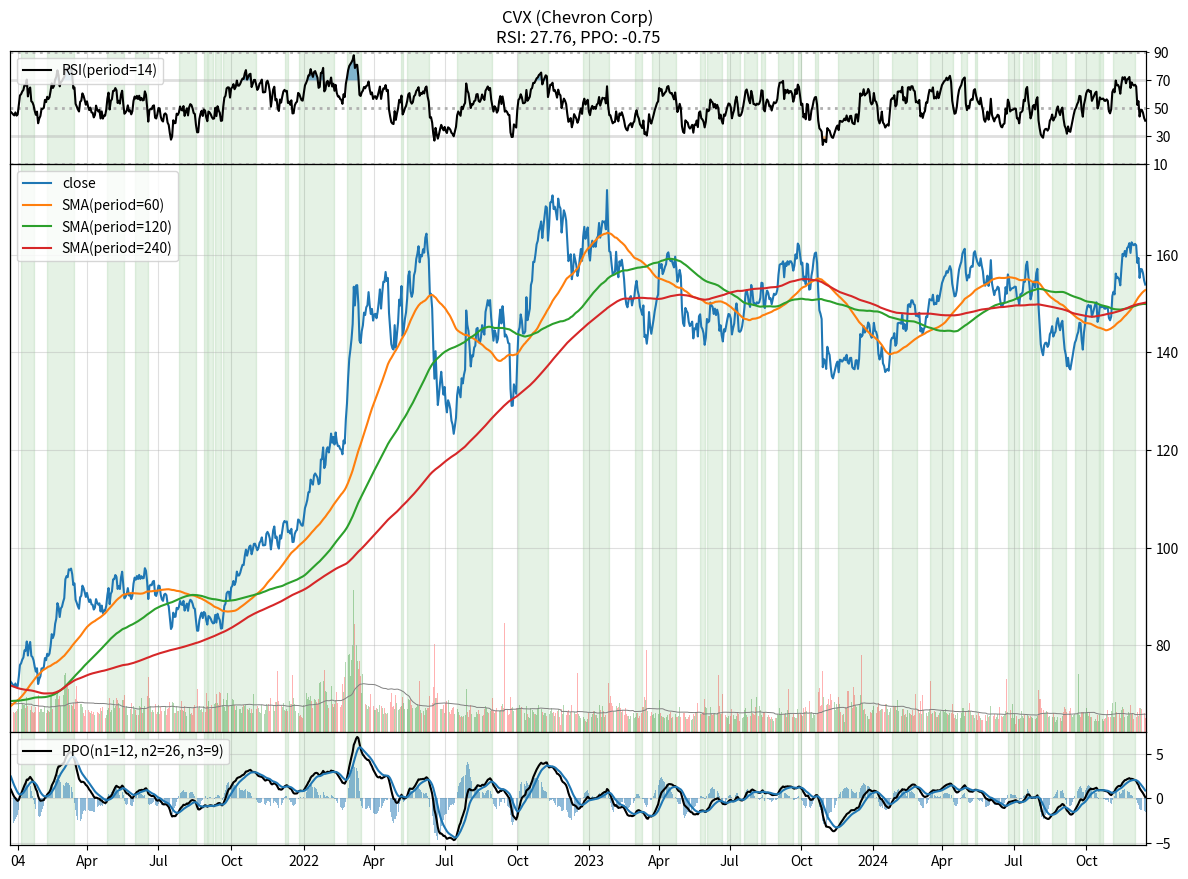 CVX (Chevron Corp)
RSI: 27.76, PPO: -0.75
RSI(period=14)
90
70
50
30
10
close
SMA(period=60)
SMA(period=120)
SMA(period=240)
160
140
120
100
80
PPO(n1=12, n2=26, n3=9)
5
0
−5
04 Apr Jul Oct 2022 Apr Jul Oct 2023 Apr Jul Oct 2024 Apr Jul Oct